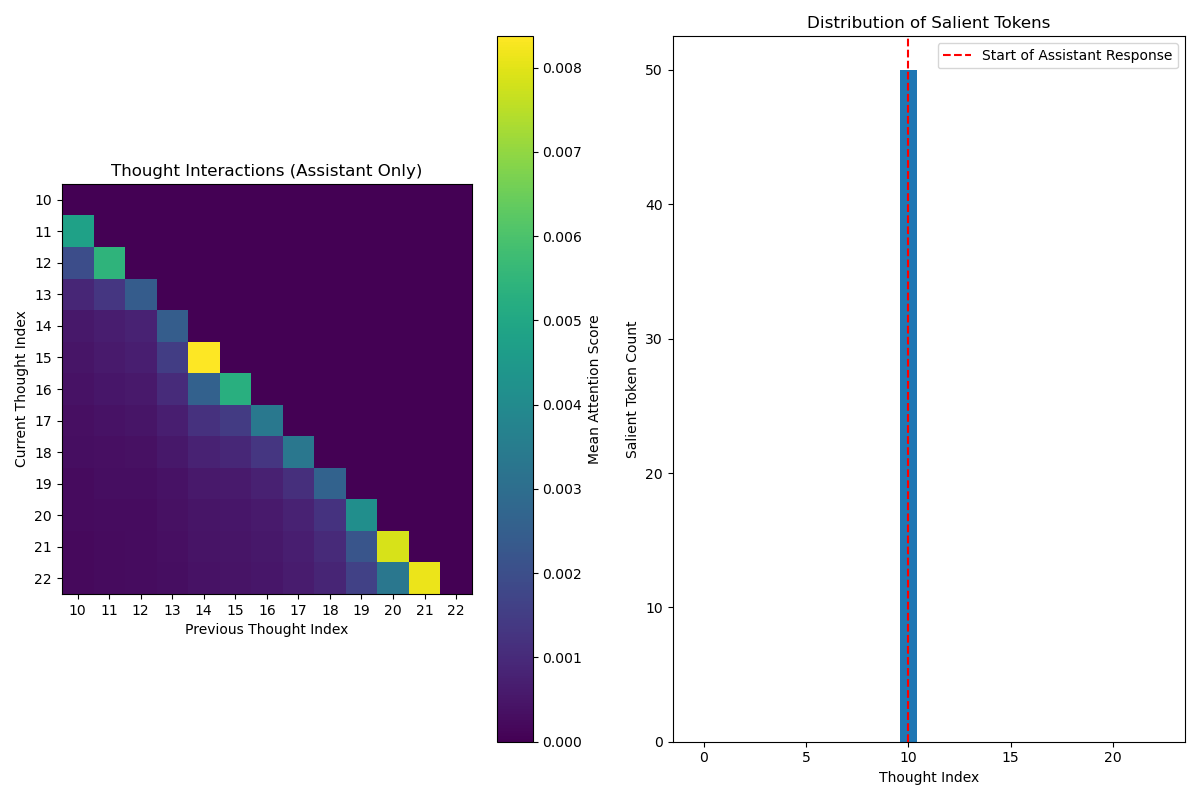 Thought Interactions (Assistant Only)
Current Thought Index
10
11
12
13
14
15
16
17
18
19
20
21
22
10 11 12 13 14 15 16 17 18 19 20 21 22
Previous Thought Index
0.008
0.007
0.006
0.005
0.004
0.003
0.002
0.001
0.000
Mean Attention Score
Distribution of Salient Tokens
Start of Assistant Response
Salient Token Count
50
40
30
20
10
0
0 5 10 15 20
Thought Index